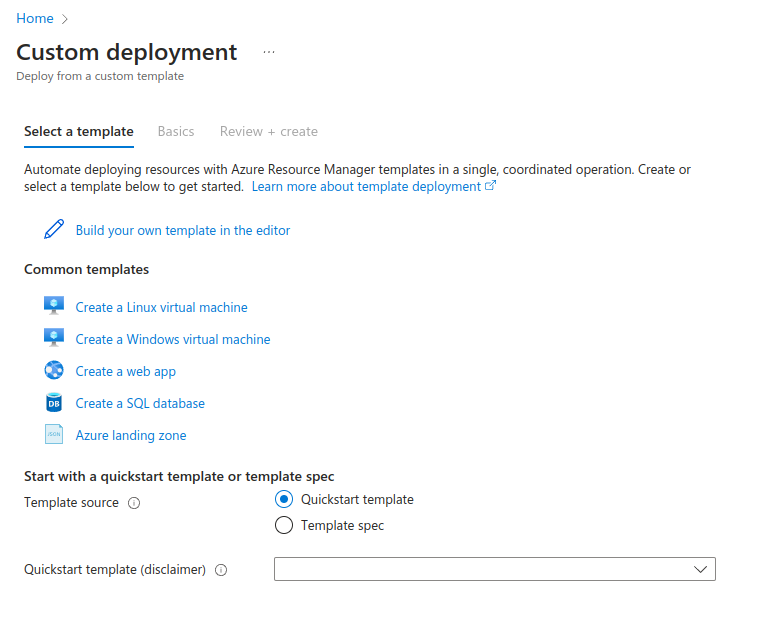 Home
Custom deployment ...
Deploy from a custom template
Select a template Basics Review + create
Automate deploying resources with Azure Resource Manager templates in a single, coordinated operation. Create or
select a template below to get started. Learn more about template deployment
Build your own template in the editor
Common templates
Create a Linux virtual machine
Create a Windows virtual machine
Create a web app
DB Create a SQL database
JSON Azure landing zone
Start with a quickstart template or template spec
Template source Quickstart template
Template spec
Quickstart template (disclaimer)